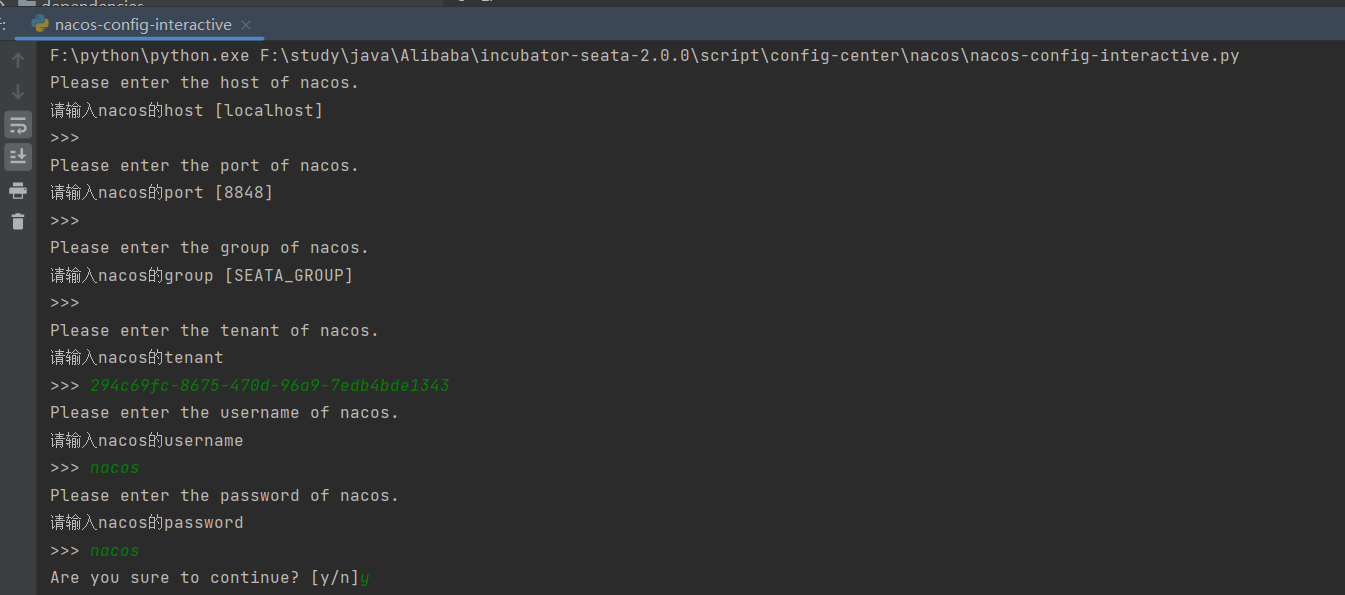 nacos-config-interactive
F:\python\python.exe F:\study\java\Alibaba\incubator-seata-2.0.0\script\config-center\nacos\nacos-config-interactive.py
Please enter the host of nacos.
请输入nacos的host [localhost]
>>>
Please enter the port of nacos.
请输入nacos的port [8848]
>>>
Please enter the group of nacos.
请输入nacos的group [SEATA_GROUP]
>>>
Please enter the tenant of nacos.
请输入nacos的tenant
>>> 294c69fc-8675-470d-96a9-7edb4bde1343
Please enter the username of nacos.
请输入nacos的username
>>> nacos
Please enter the password of nacos.
请输入nacos的password
>>> nacos
Are you sure to continue? [y/n]y